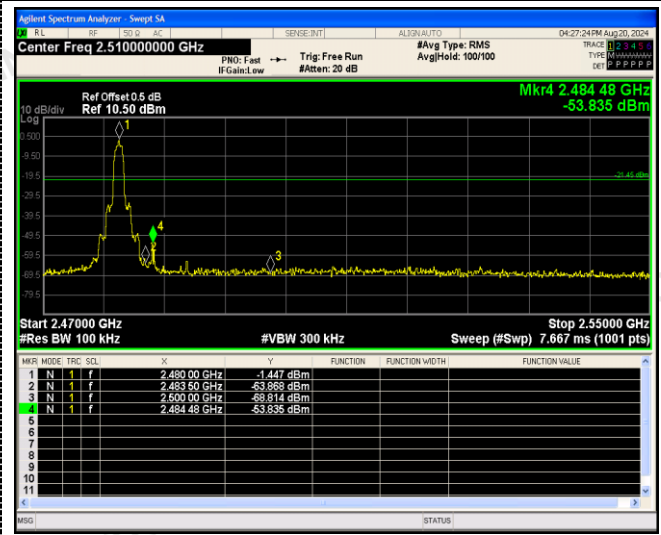 Agilent Spectrum Analyzer - Swept SA
RL RF 50 Ω AC SENSE:INT ALIGNAUTO 04:27:24 PM Aug 20, 2024
Center Freq 2.510000000 GHz #Avg Type: RMS TRACE 1 2 3 4 5 6
PNO: Fast Trig: Free Run Avg|Hold: 100/100 TYPE M WWWWW
IFGain:Low #Atten: 20 dB DET P P P P P P
Mkr4 2.484 48 GHz
Ref Offset 0.5 dB
10 dB/div Ref 10.50 dBm -53.835 dBm
Log
1
0.500
-9.50
-19.5 -21.45 dBm
-29.5
-39.5
4
-49.5
2
-59.5 3
-69.5
-79.5
Start 2.47000 GHz Stop 2.55000 GHz
#Res BW 100 kHz #VBW 300 kHz Sweep (#Swp) 7.667 ms (1001 pts)
MKR MODE TRC SCL X Y FUNCTION FUNCTION WIDTH FUNCTION VALUE
1 N 1 f 2.480 00 GHz -1.447 dBm
2 N 1 f 2.483 50 GHz -63.868 dBm
3 N 1 f 2.500 00 GHz -68.814 dBm
4 N 1 f 2.484 48 GHz -53.835 dBm
5
6
7
8
9
10
11
MSG STATUS